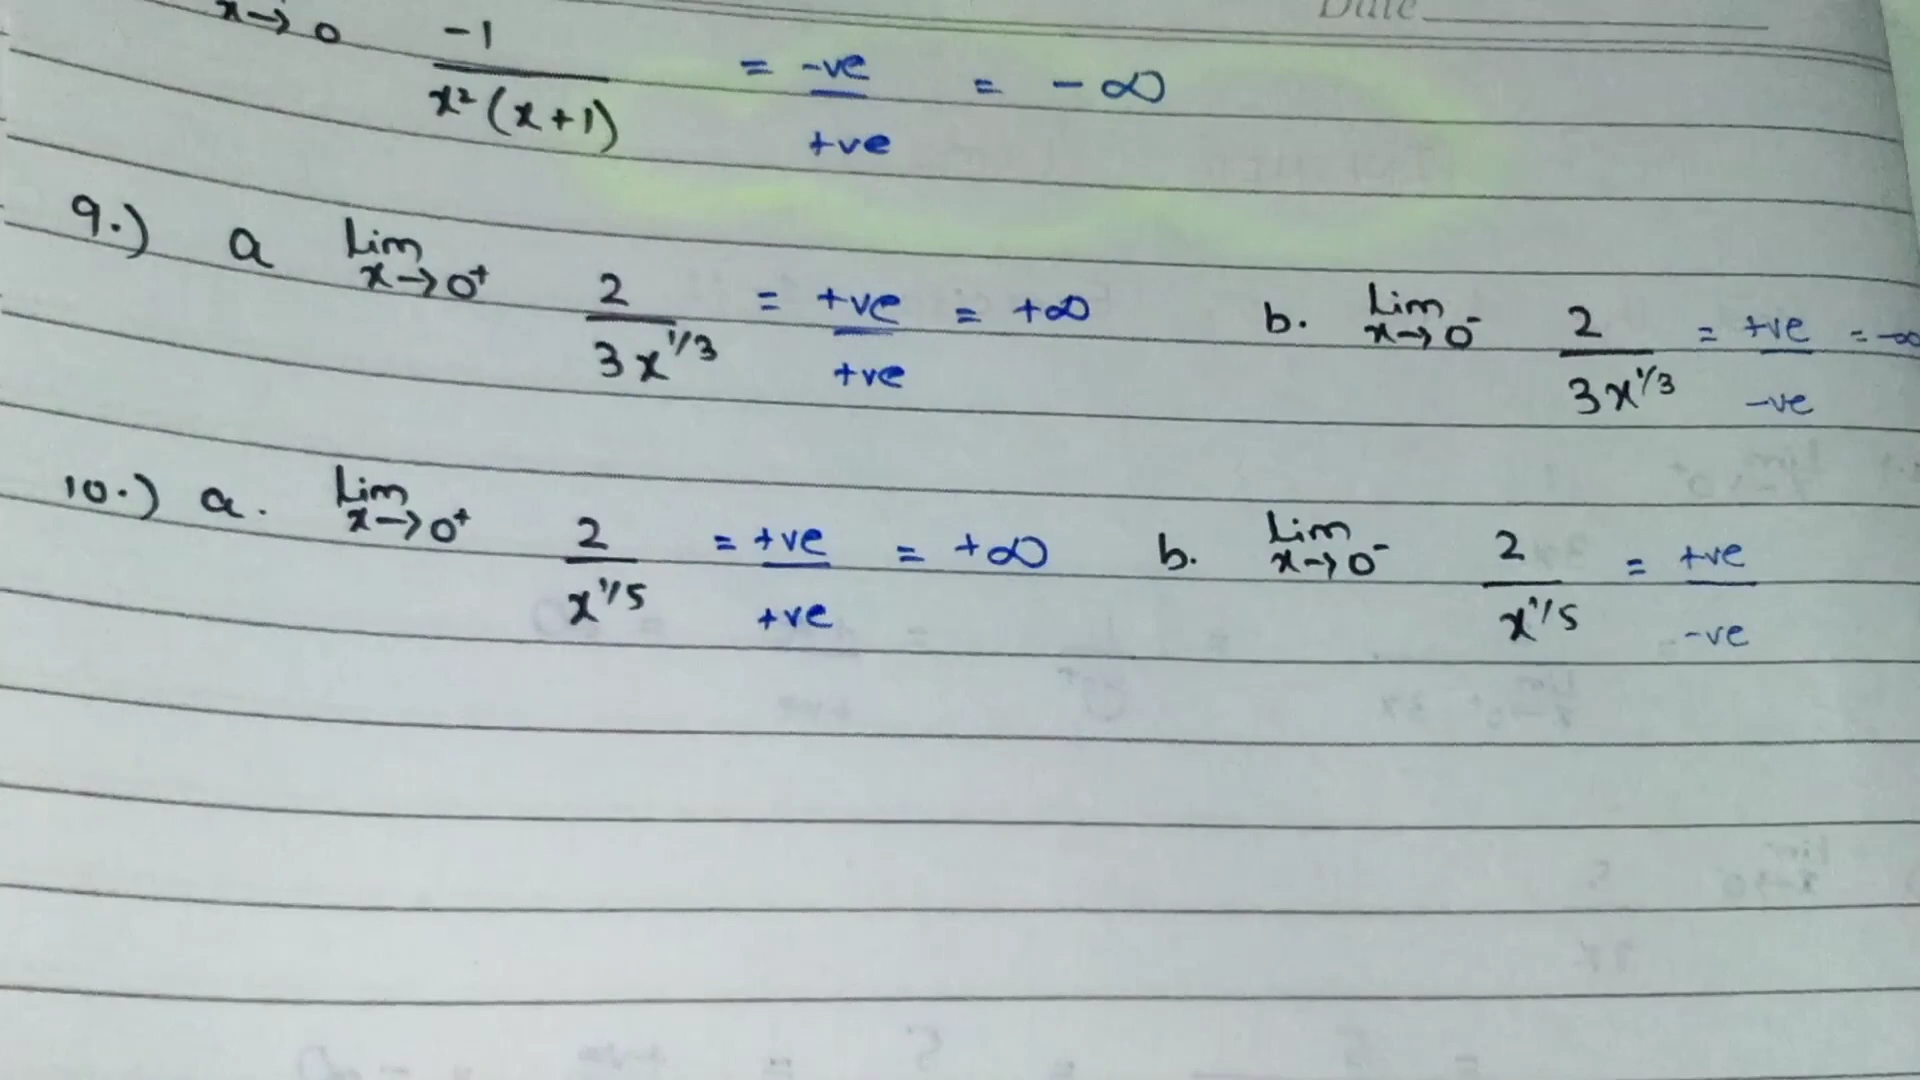 Date
x→0 -1/x²(x+1) = -ve/+ve = -∞
9.) a Lim x→0⁺ 2/3x^1/3 = +ve/+ve = +∞ b. Lim x→0⁻ 2/3x^1/3 = +ve/-ve = -∞
10.) a. Lim x→0⁺ 2/x^1/5 = +ve/+ve = +∞ b. Lim x→0⁻ 2/x^1/5 = +ve/-ve